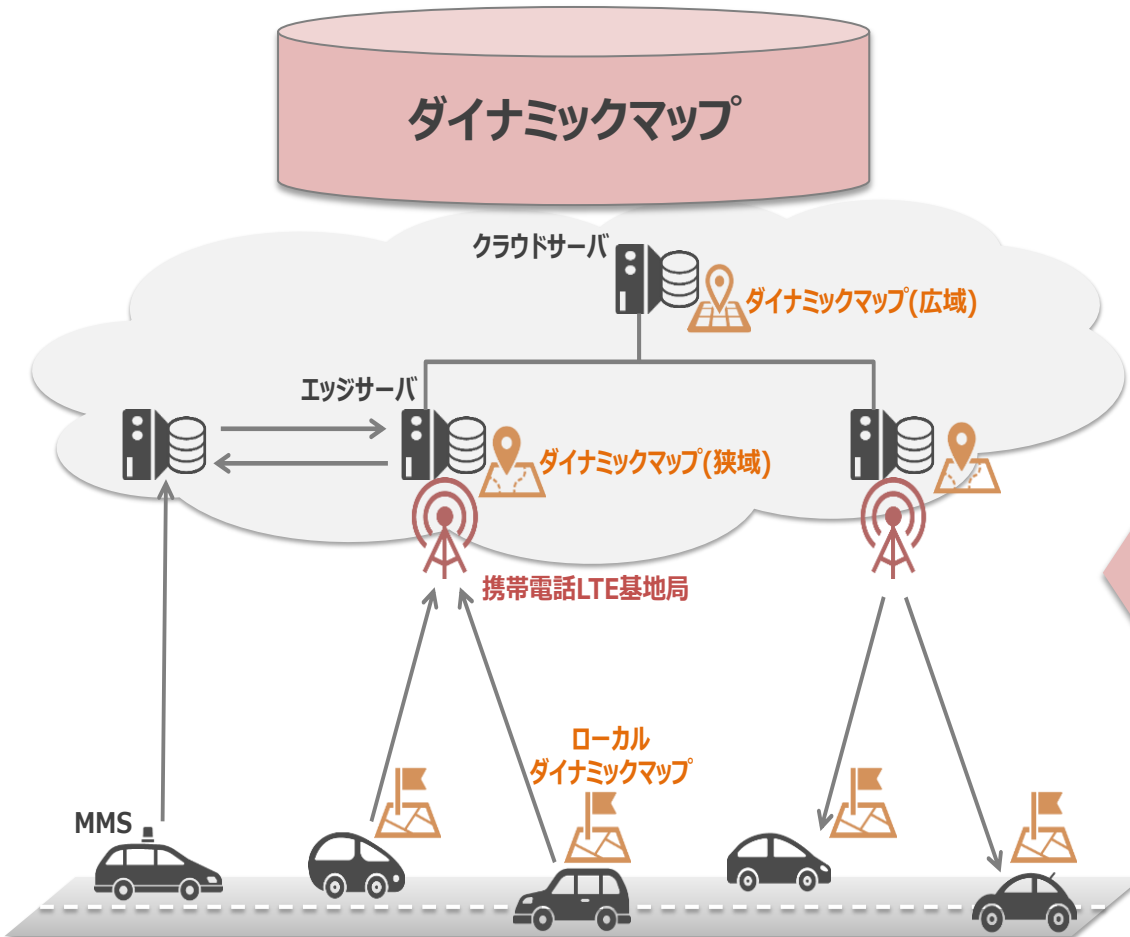 ダイナミックマップ
クラウドサーバ
ダイナミックマップ(広域)
エッジサーバ
ダイナミックマップ(狭域)
携帯電話LTE基地局
ローカル
ダイナミックマップ
MMS